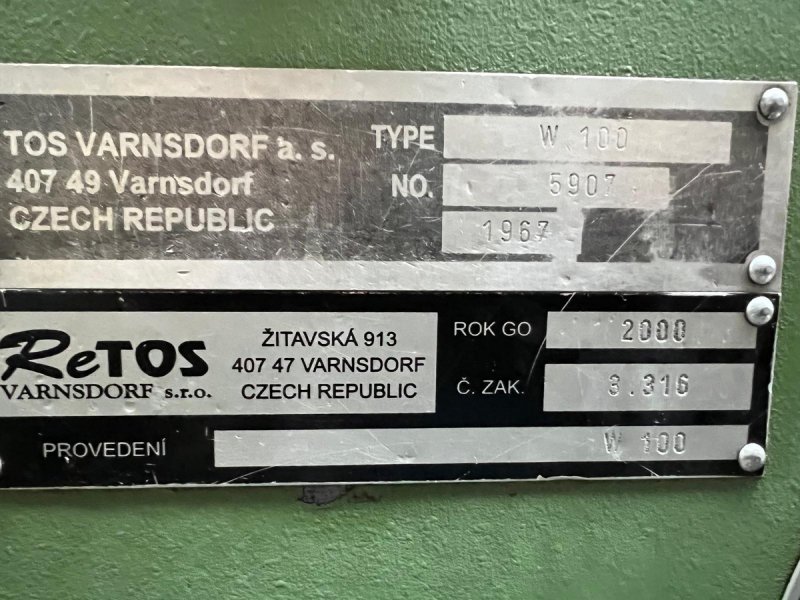 TOS VARNSDORF a. s.
407 49 Varnsdorf
CZECH REPUBLIC
TYPE W 100
NO. 5907
1967
ReTOS
VARNSDORF s.r.o.
ŽITAVSKÁ 913
407 47 VARNSDORF
CZECH REPUBLIC
ROK GO 2000
Č. ZAK. 3.316
PROVEDENÍ W 100